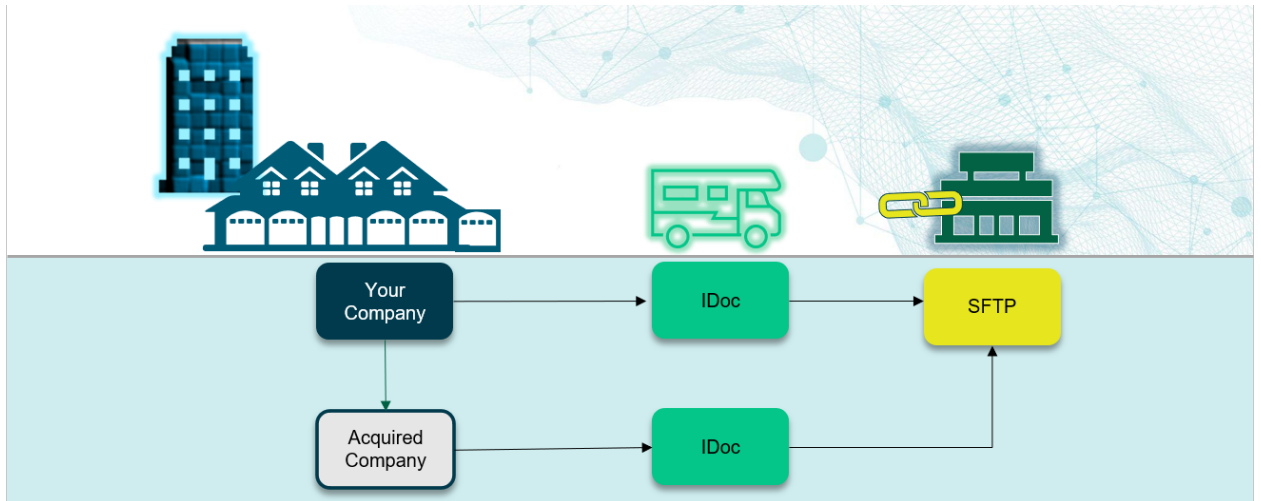 Your
Company
IDoc
SFTP
Acquired
Company
IDoc